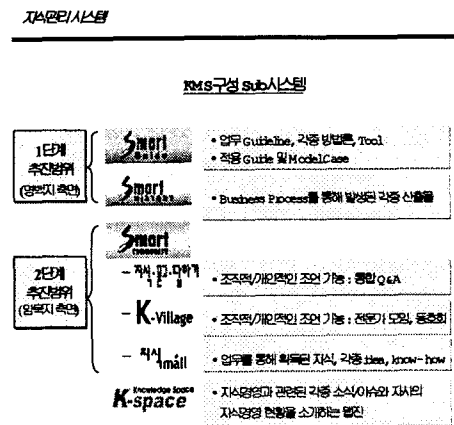 지식관리 시스템
KMS구성 Sub시스템
1단계
추진범위
(명묵지 측면)
Smart
Guide
• 업무 Guideline, 각종 방법론, Tool
• 적용 Guide 및 Model Case
Smart
HISTORY
• Business Process를 통해 발생된 각종 산출물
2단계
추진범위
(암묵지 측면)
Smart
– 지식
• 조직적/개인적인 조언 기능 : 통합 Q&A
– K-Village
• 조직적/개인적인 조언 기능 : 전문가 모임, 동호회
– 지식mall
• 업무를 통해 획득된 지식, 각종 Idea, know-how
Knowledge Space
K-space
• 지식경영과 관련된 각종 소식/이슈와 자사의
지식경영 현황을 소개하는 웹진